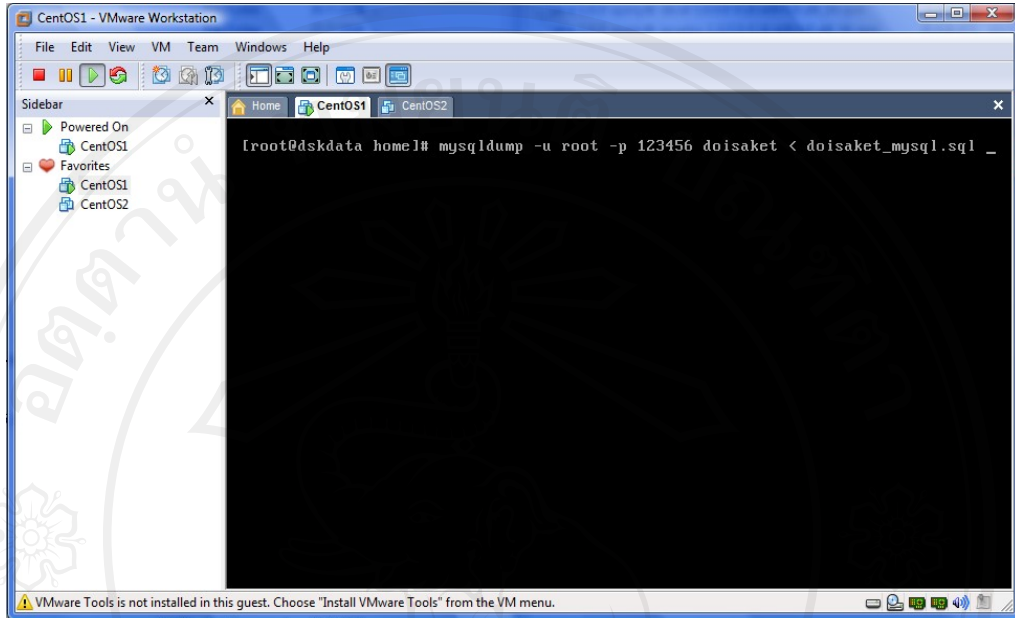 CentOS1 - VMware Workstation
File Edit View VM Team Windows Help
Sidebar
Home CentOS1 CentOS2
Powered On
CentOS1
Favorites
CentOS1
CentOS2
[root@dskdata home]# mysqldump -u root -p 123456 doisaket < doisaket_mysql.sql _
VMware Tools is not installed in this guest. Choose "Install VMware Tools" from the VM menu.